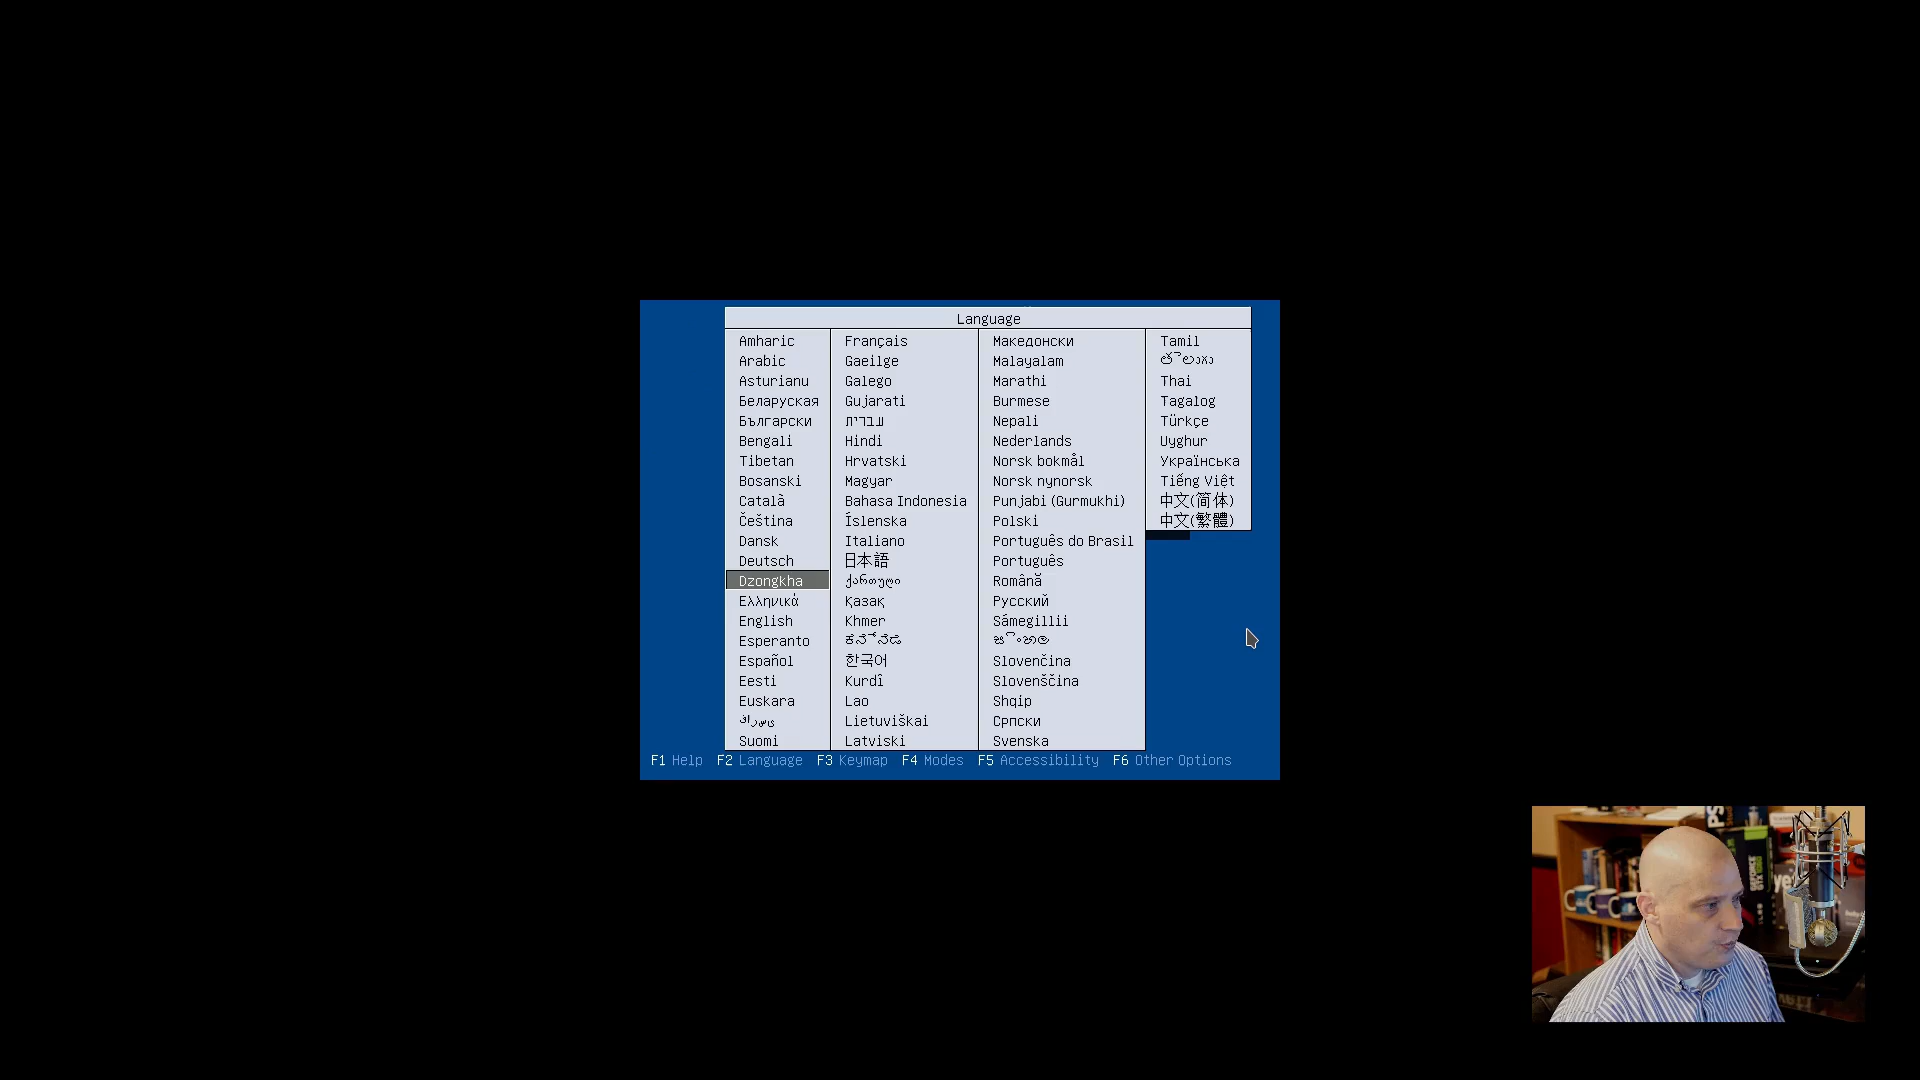 Language
Amharic
Arabic
Asturianu
Беларуская
Български
Bengali
Tibetan
Bosanski
Català
Čeština
Dansk
Deutsch
Dzongkha
Ελληνικά
English
Esperanto
Español
Eesti
Euskara
ﻰﺳرﺎﻓ
Suomi
Français
Gaeilge
Galego
Gujarati
עברית
Hindi
Hrvatski
Magyar
Bahasa Indonesia
Íslenska
Italiano
日本語
ქართული
Қазақ
Khmer
ಕನ್ನಡ
한국어
Kurdî
Lao
Lietuviškai
Latviski
Македонски
Malayalam
Marathi
Burmese
Nepali
Nederlands
Norsk bokmål
Norsk nynorsk
Punjabi (Gurmukhi)
Polski
Português do Brasil
Português
Română
Русский
Sámegillii
සිංහල
Slovenčina
Slovenščina
Shqip
Српски
Svenska
Tamil
తెలుగు
Thai
Tagalog
Türkçe
Uyghur
Українська
Tiếng Việt
中文(简体)
中文(繁體)
F1 Help F2 Language F3 Keymap F4 Modes F5 Accessibility F6 Other Options
GEFORCE
GTX